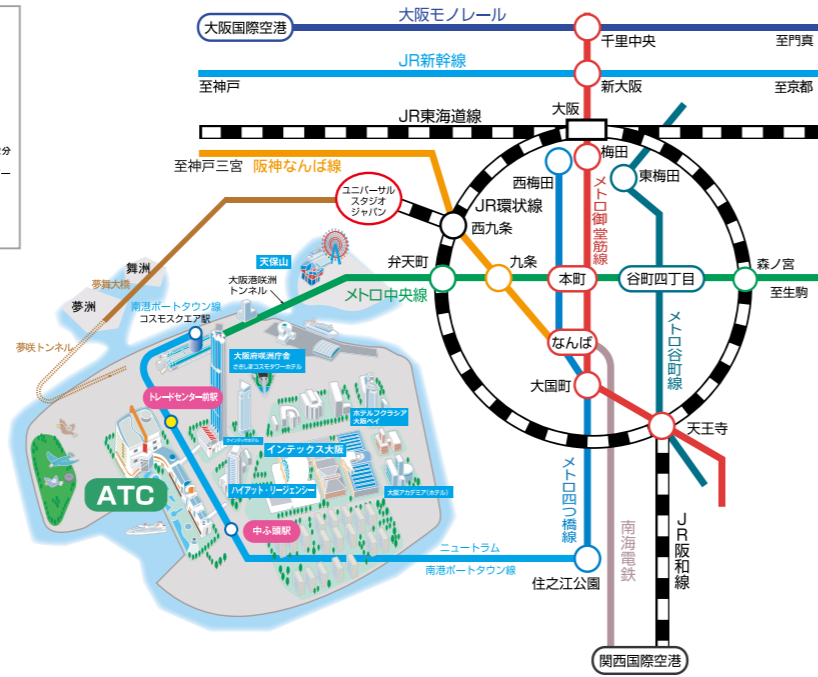 分
ー
大阪モノレール
大阪国際空港
千里中央
至門真
JR新幹線
至神戸
新大阪
至京都
大阪
JR東海道線
梅田
至神戸三宮 阪神なんば線
西梅田
東梅田
ユニバーサル
スタジオ
ジャパン
JR環状線
西九条
メトロ御堂筋線
天保山
舞洲
弁天町
九条
本町
谷町四丁目
森ノ宮
大阪港咲洲
トンネル
夢舞大橋
メトロ中央線
至生駒
夢洲
南港ポートタウン線
コスモスクエア駅
メトロ谷町線
なんば
夢咲トンネル
大阪府咲洲庁舎
さきしまコスモタワーホテル
大国町
トレードセンター前駅
ホテルフクラシア
大阪ベイ
天王寺
インテックス大阪
ATC
ハイアット・リージェンシー
大阪アカデミア(ホテル)
メトロ四つ橋線
中ふ頭駅
南海電鉄
JR阪和線
ニュートラム
南港ポートタウン線
住之江公園
関西国際空港